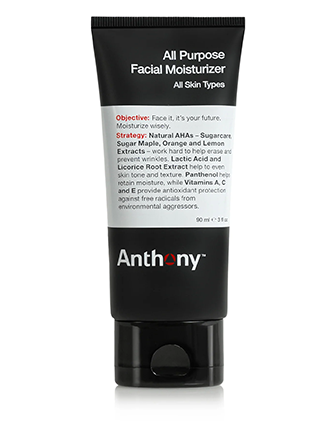 All Purpose
Facial Moisturizer
All Skin Types
Objective: Face it, it's your future.
Moisturize wisely.
Strategy: Natural AHAs – Sugarcare,
Sugar Maple, Orange and Lemon
Extracts – work hard to help erase and
prevent wrinkles. Lactic Acid and
Licorice Root Extract help to even
skin tone and texture. Panthenol helps
retain moisture, while Vitamins A, C
and E provide antioxidant protection
against free radicals from
environmental aggressors.
90 ml • 3 fl
Anthony™